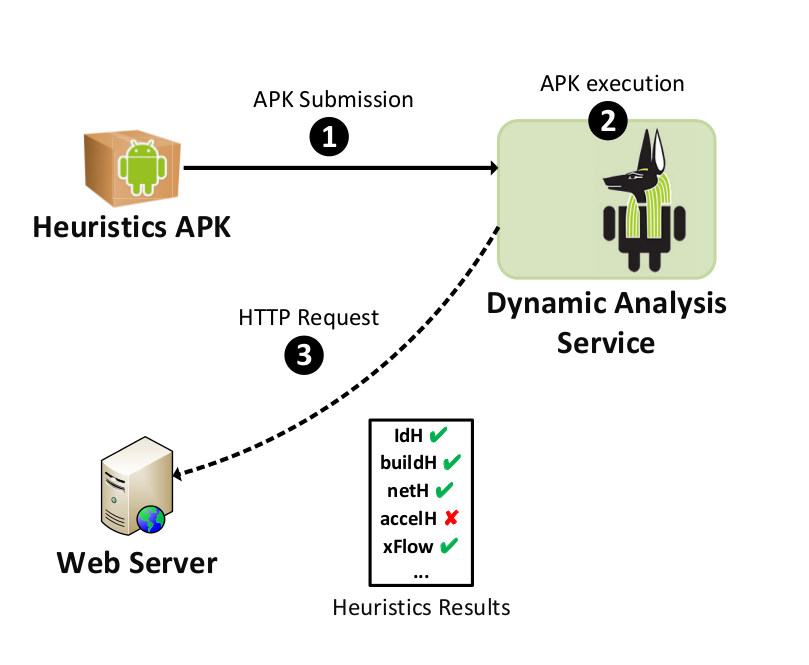 APK execution
APK Submission
1
2
Heuristics APK
Dynamic Analysis
Service
HTTP Request
3
IdH ✔
buildH ✔
netH ✔
accelH ✘
xFlow ✔
...
Web Server
Heuristics Results